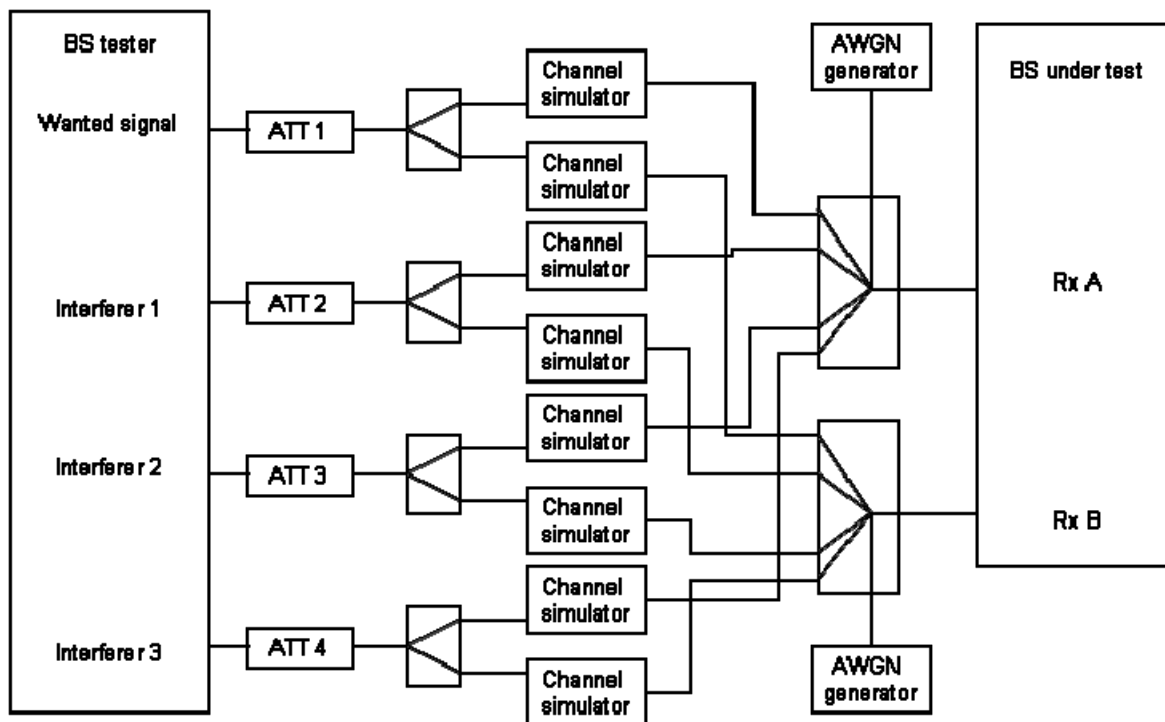 BS tester
Wanted signal
Interferer 1
Interferer 2
Interferer 3
ATT 1
ATT 2
ATT 3
ATT 4
Channel
simulator
Channel
simulator
Channel
simulator
Channel
simulator
Channel
simulator
Channel
simulator
Channel
simulator
Channel
simulator
AWGN
generator
AWGN
generator
BS under test
Rx A
Rx B